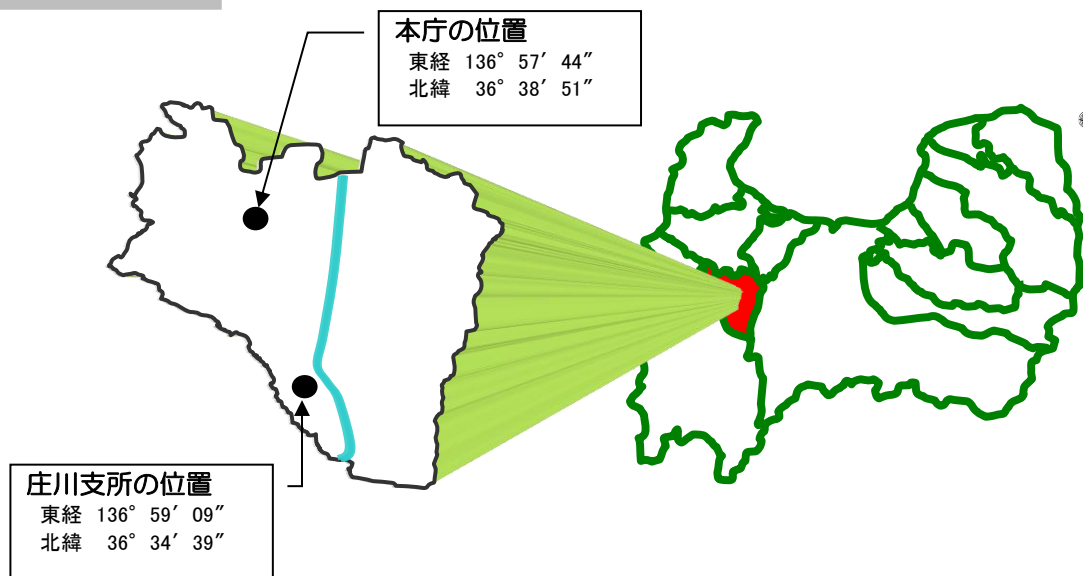 本庁の位置
東経 136° 57′ 44″
北緯 36° 38′ 51″
庄川支所の位置
東経 136° 59′ 09″
北緯 36° 34′ 39″